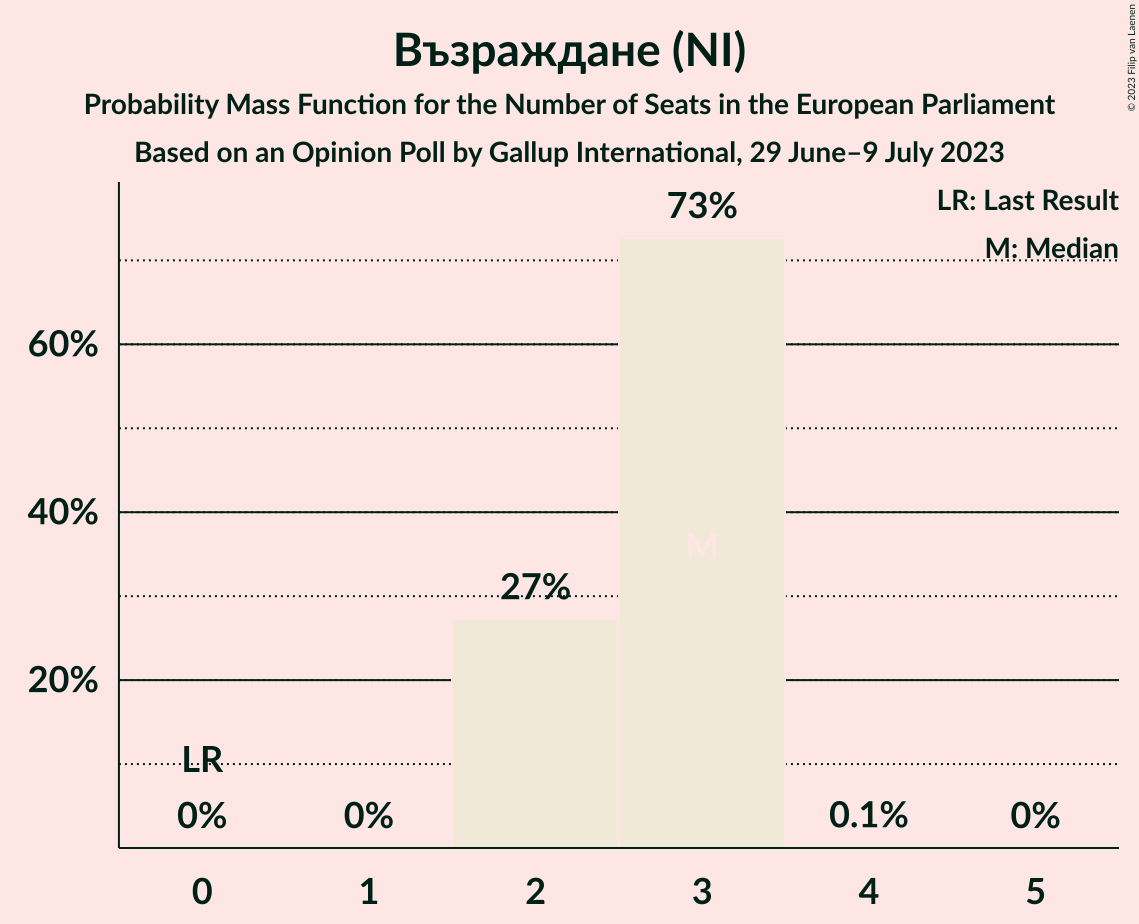 Възраждане (NI)
Probability Mass Function for the Number of Seats in the European Parliament
Based on an Opinion Poll by Gallup International, 29 June–9 July 2023
© 2023 Filip van Laenen
LR: Last Result
M: Median
73%
60%
40%
M
27%
20%
LR
0%
0%
0.1%
0%
0
1
2
3
4
5